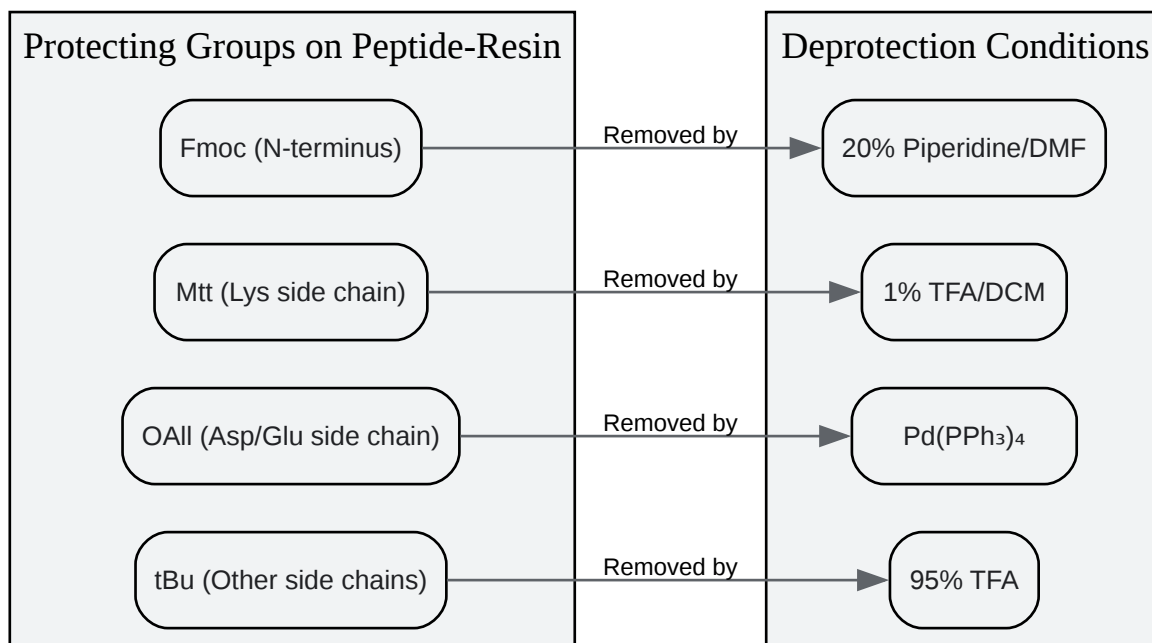 Protecting Groups on Peptide-Resin
Deprotection Conditions
Fmoc (N-terminus)
Removed by
20% Piperidine/DMF
Mtt (Lys side chain)
Removed by
1% TFA/DCM
OAll (Asp/Glu side chain)
Removed by
Pd(PPh₃)₄
tBu (Other side chains)
Removed by
95% TFA